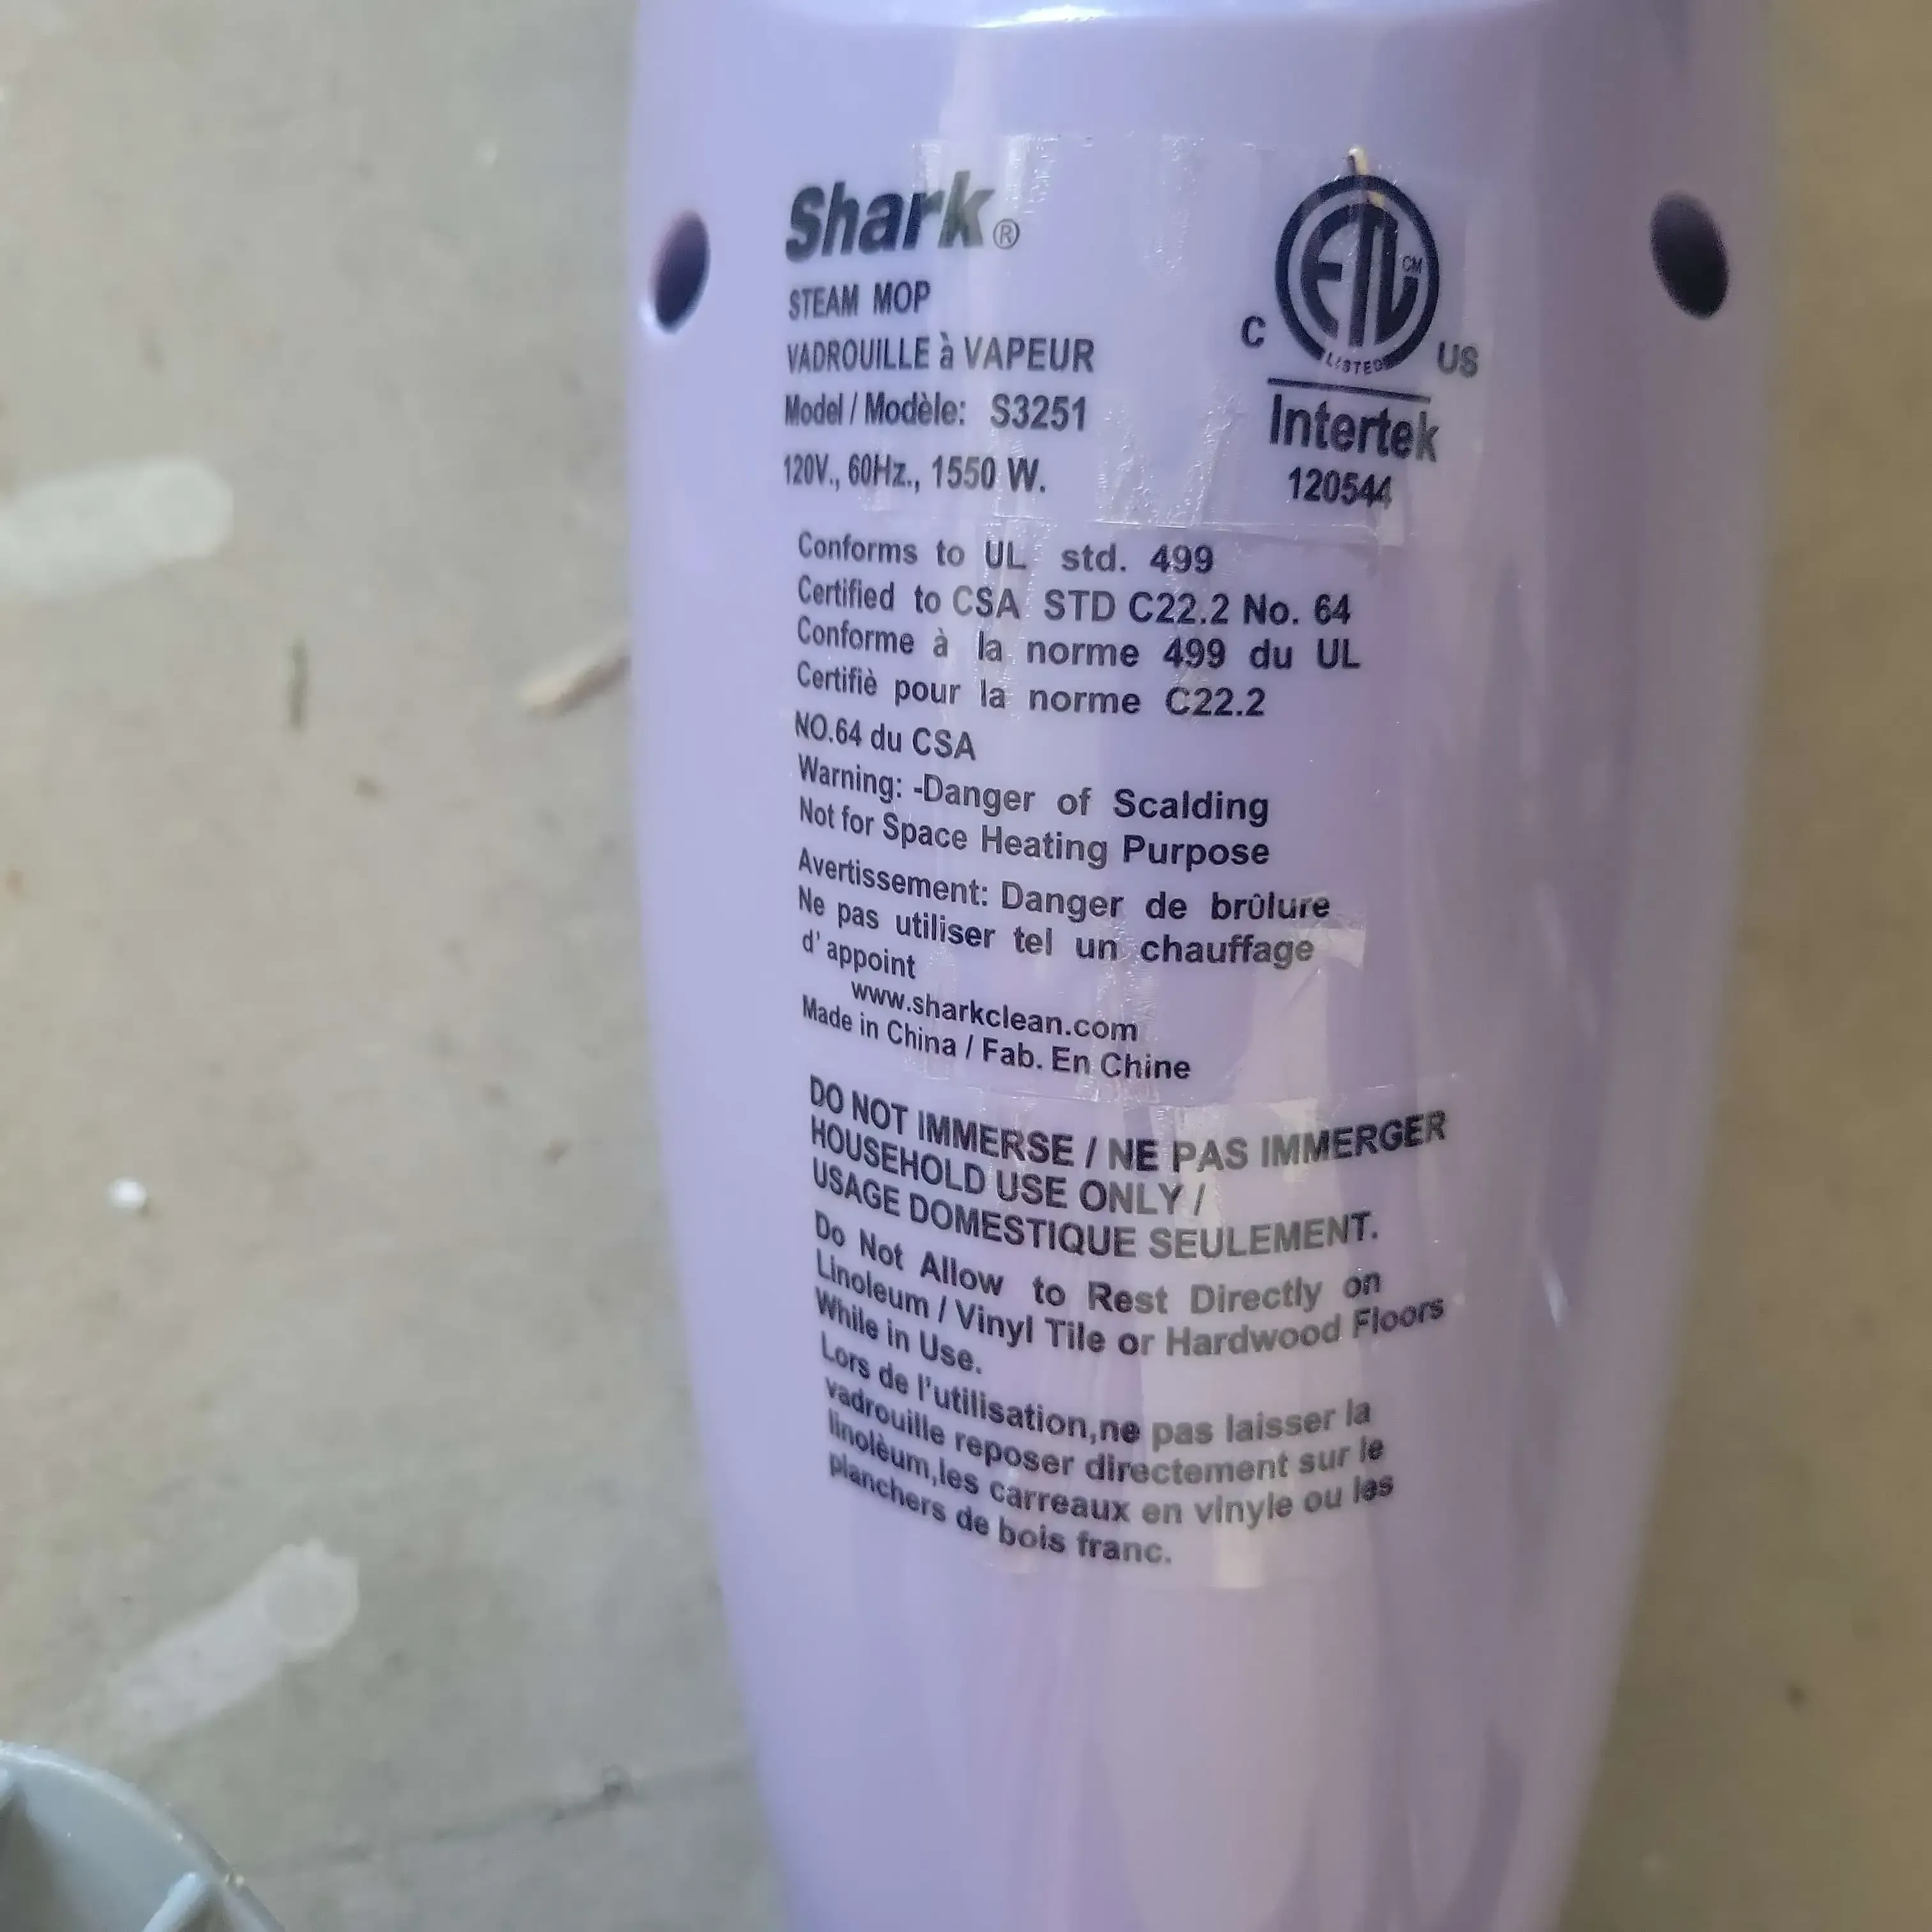 Shark®
STEAM MOP
VADROUILLE à VAPEUR
Model / Modèle: S3251
120V., 60Hz., 1550 W.
ETL CM
LISTED
C US
Intertek
120544
Conforms to UL std. 499
Certified to CSA STD C22.2 No. 64
Conforme à la norme 499 du UL
Certifiè pour la norme C22.2
NO.64 du CSA
Warning: -Danger of Scalding
Not for Space Heating Purpose
Avertissement: Danger de brûlure
Ne pas utiliser tel un chauffage
d' appoint
www.sharkclean.com
Made in China / Fab. En Chine
DO NOT IMMERSE / NE PAS IMMERGER
HOUSEHOLD USE ONLY /
USAGE DOMESTIQUE SEULEMENT.
Do Not Allow to Rest Directly on
Linoleum / Vinyl Tile or Hardwood Floors
While in Use.
Lors de l'utilisation,ne pas laisser la
vadrouille reposer directement sur le
linolèum,les carreaux en vinyle ou les
planchers de bois franc.